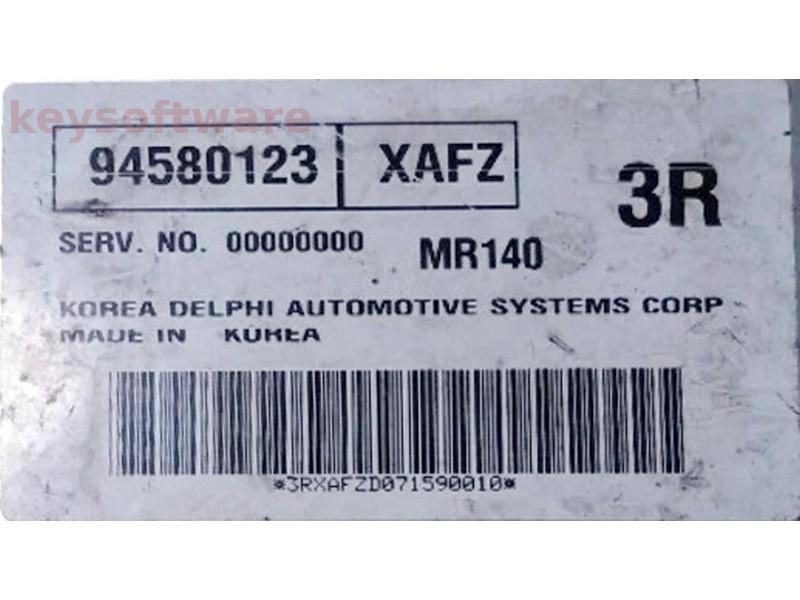 keysoftware
94580123 XAFZ
3R
SERV. NO. 00000000 MR140
KOREA DELPHI AUTOMOTIVE SYSTEMS CORP
MADE IN KOREA
*3RXAFZD071590010*